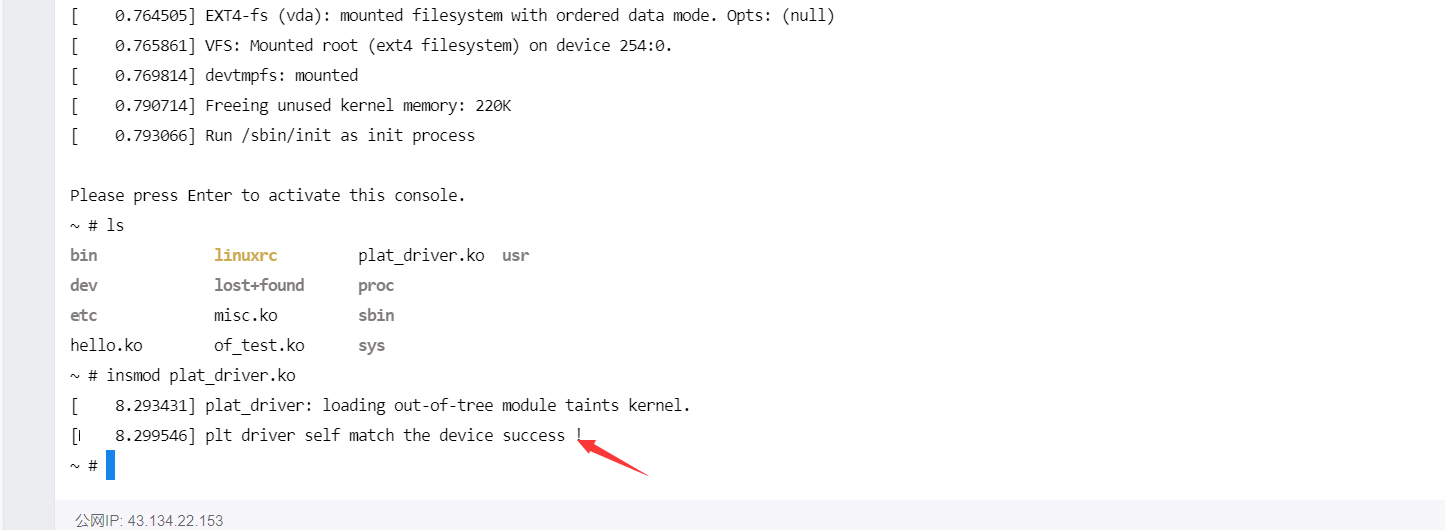 [    0.764505] EXT4-fs (vda): mounted filesystem with ordered data mode. Opts: (null)
[    0.765861] VFS: Mounted root (ext4 filesystem) on device 254:0.
[    0.769814] devtmpfs: mounted
[    0.790714] Freeing unused kernel memory: 220K
[    0.793066] Run /sbin/init as init process
Please press Enter to activate this console.
~ # ls
bin             linuxrc         plat_driver.ko  usr
dev             lost+found      proc
etc             misc.ko         sbin
hello.ko        of_test.ko      sys
~ # insmod plat_driver.ko
[    8.293431] plat_driver: loading out-of-tree module taints kernel.
[    8.299546] plt driver self match the device success !
~ #
公网IP: 43.134.22.153